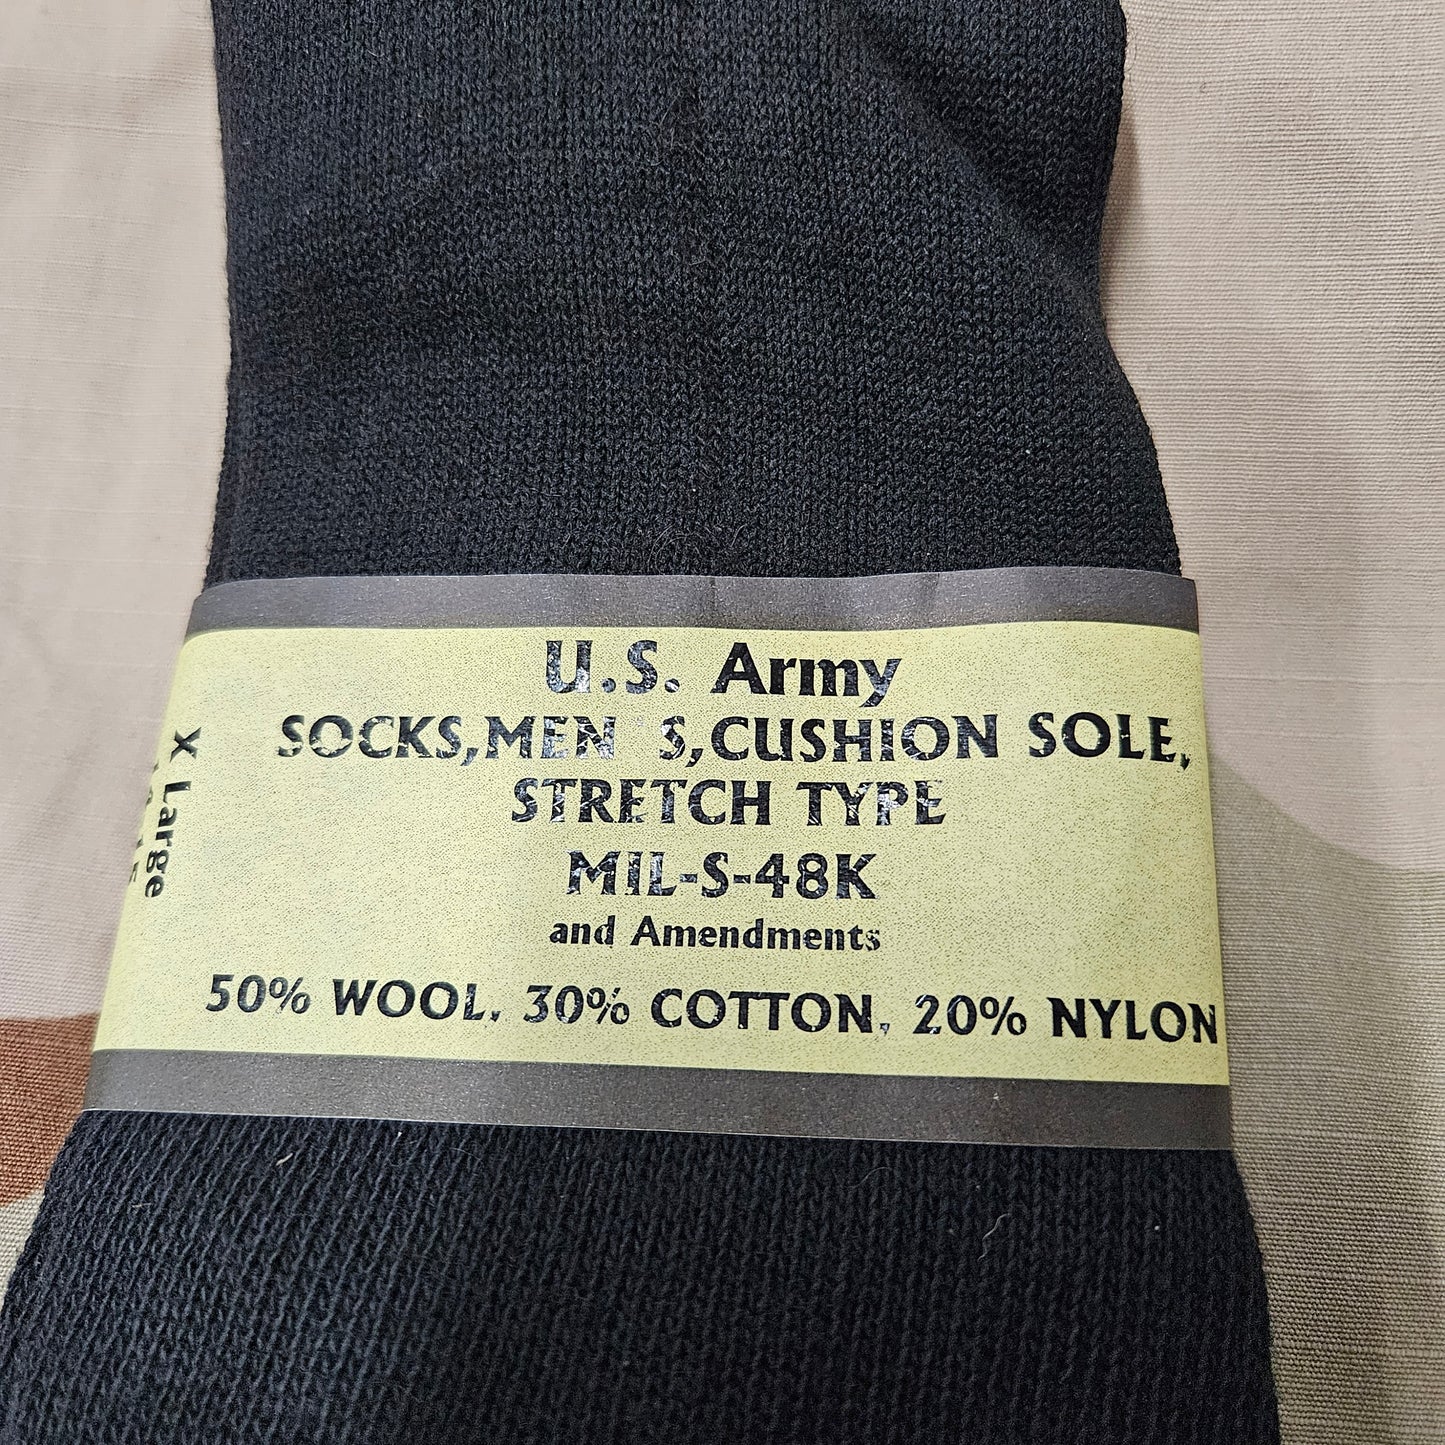 U.S. Army
SOCKS,MEN S,CUSHION SOLE,
STRETCH TYPE
MIL-S-48K
and Amendments
50% WOOL, 30% COTTON, 20% NYLON
X Large